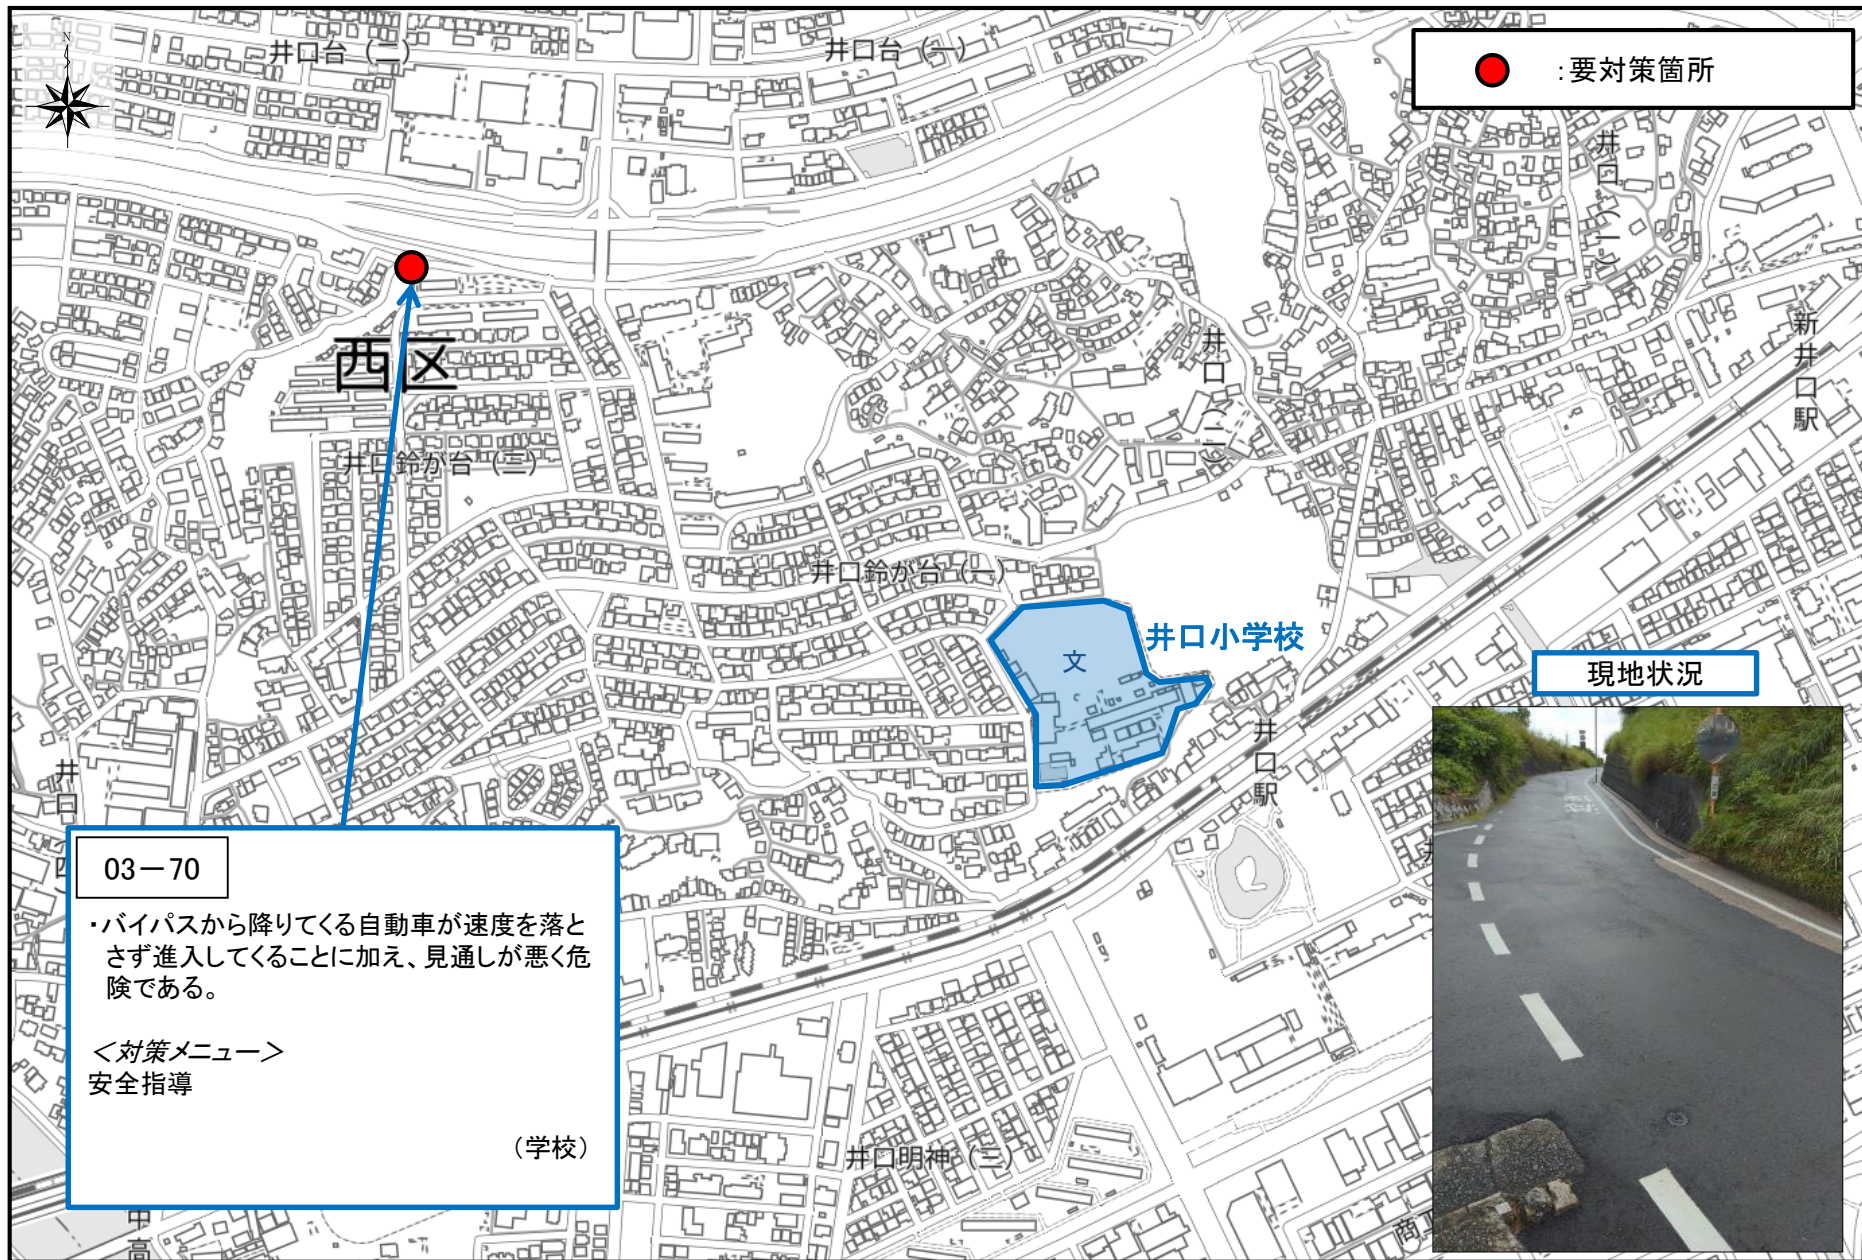 N
井口台（二）
井口台（一）
：要対策箇所
井口（一）
新井口駅
西区
井口（二）
井口鈴が台（三）
井口鈴が台（一）
井口小学校
文
現地状況
井口駅
井口
03－70
・バイパスから降りてくる自動車が速度を落と
さず進入してくることに加え、見通しが悪く危
険である。
＜対策メニュー＞
安全指導
（学校）
井口明神（三）
中高
商